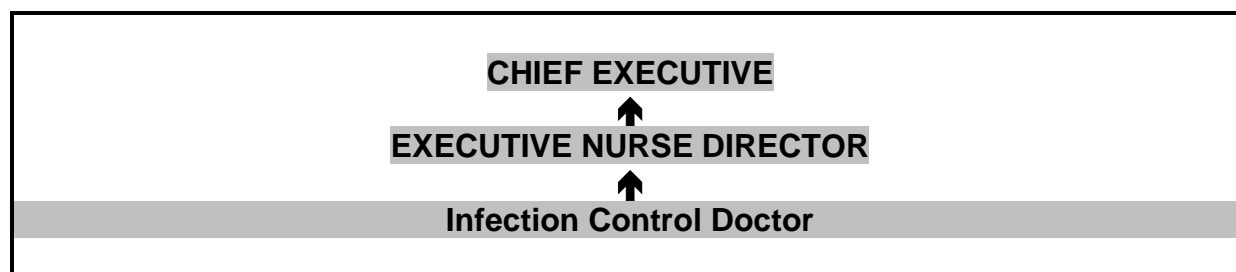 CHIEF EXECUTIVE
EXECUTIVE NURSE DIRECTOR
Infection Control Doctor